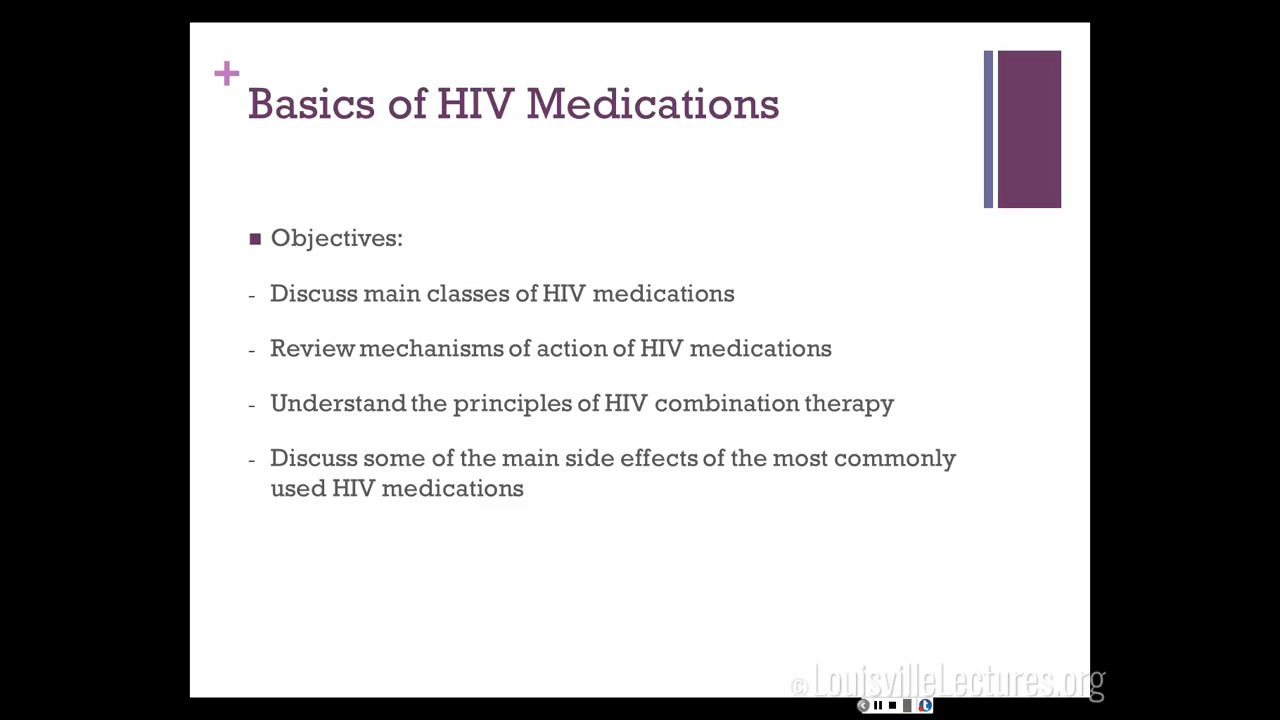 +
Basics of HIV Medications
■ Objectives:
- Discuss main classes of HIV medications
- Review mechanisms of action of HIV medications
- Understand the principles of HIV combination therapy
- Discuss some of the main side effects of the most commonly
used HIV medications
© LouisvilleLectures.org